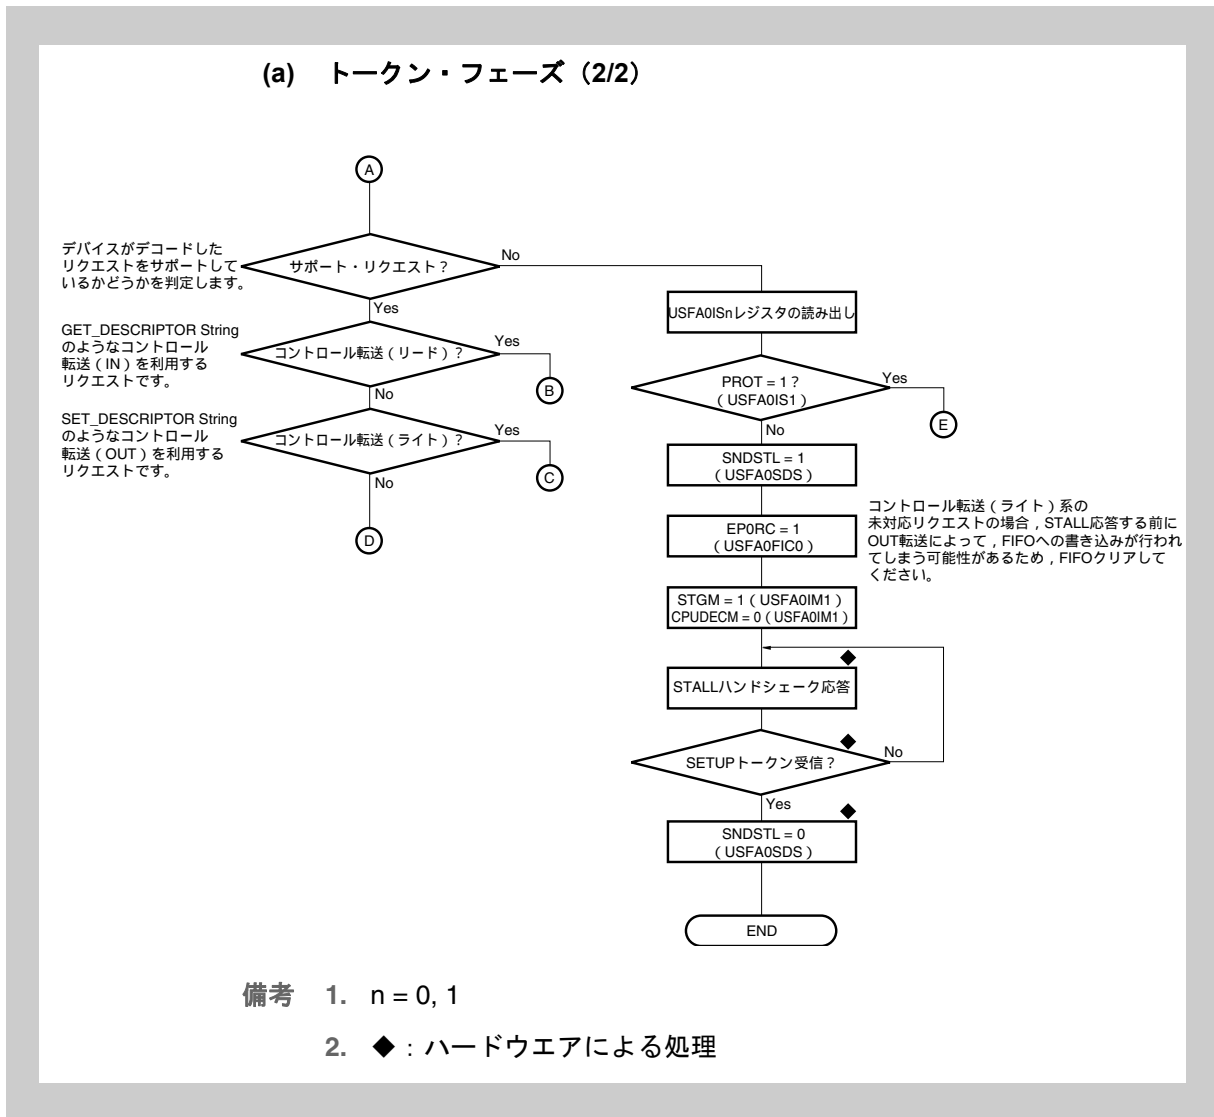 (a) トークン・フェーズ（2/2）
A
デバイスがデコードした
リクエストをサポートして
いるかどうかを判定します。
サポート・リクエスト？
No
Yes
GET_DESCRIPTOR String
のようなコントロール
転送（IN）を利用する
リクエストです。
コントロール転送（リード）？
Yes
B
No
SET_DESCRIPTOR String
のようなコントロール
転送（OUT）を利用する
リクエストです。
コントロール転送（ライト）？
Yes
C
No
D
USFA0ISnレジスタの読み出し
PROT = 1？
（USFA0IS1）
Yes
E
No
SNDSTL = 1
（USFA0SDS）
EP0RC = 1
（USFA0FIC0）
コントロール転送（ライト）系の
未対応リクエストの場合，STALL応答する前に
OUT転送によって，FIFOへの書き込みが行われ
てしまう可能性があるため，FIFOクリアして
ください。
STGM = 1（USFA0IM1）
CPUDECM = 0（USFA0IM1）
◆
STALLハンドシェーク応答
◆
SETUPトークン受信？
No
Yes
◆
SNDSTL = 0
（USFA0SDS）
END
備考 1. n = 0, 1
2. ◆：ハードウエアによる処理